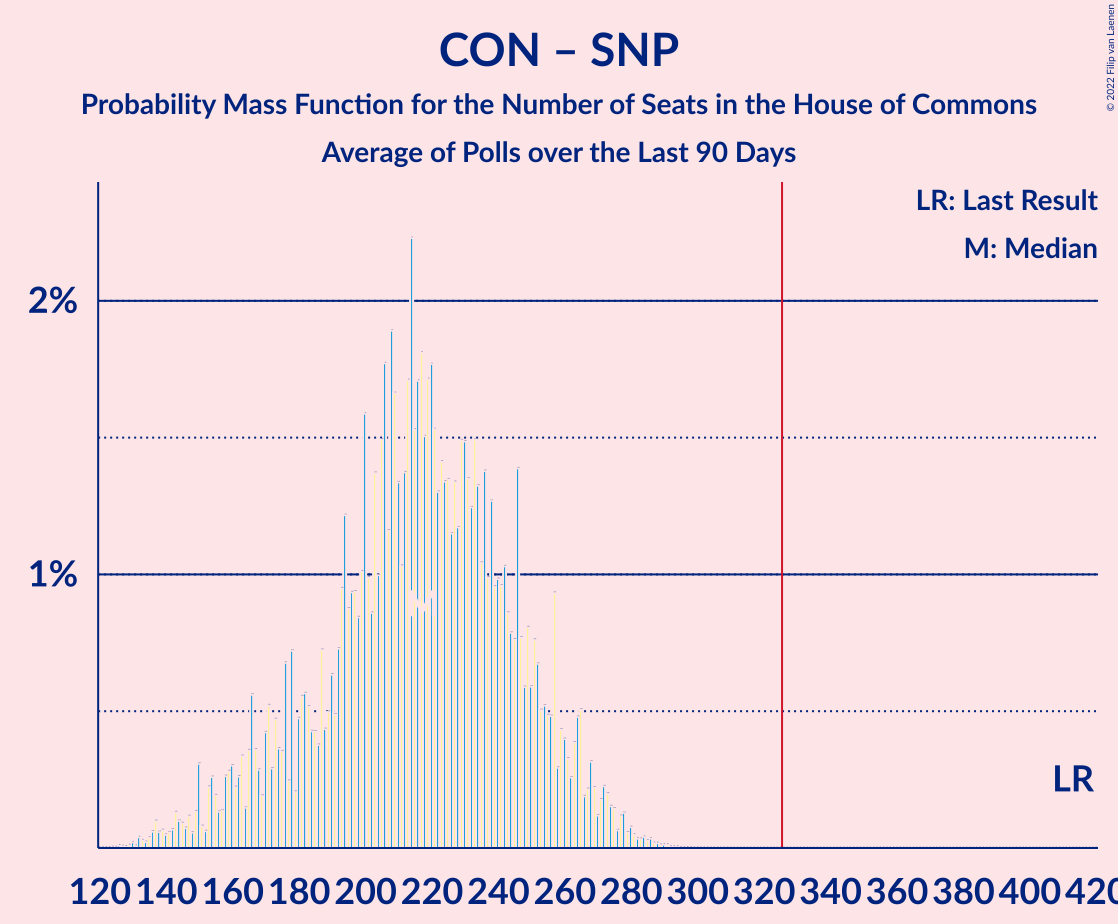 CON – SNP
Probability Mass Function for the Number of Seats in the House of Commons
Average of Polls over the Last 90 Days
© 2022 Filip van Laenen
LR: Last Result
M: Median
2%
1%
M
LR
120 140 160 180 200 220 240 260 280 300 320 340 360 380 400 420